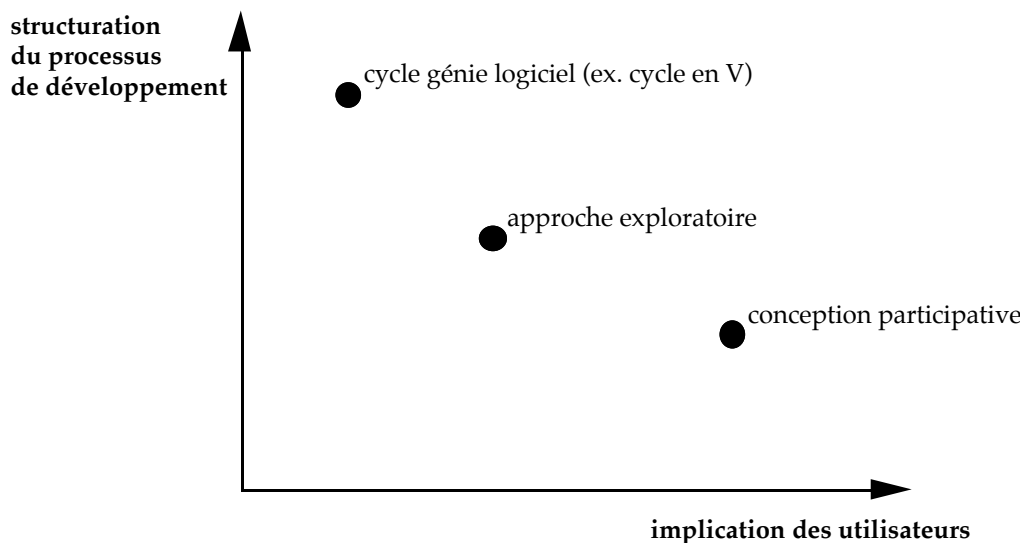 structuration
du processus
de développement
cycle génie logiciel (ex. cycle en V)
approche exploratoire
conception participative
implication des utilisateurs